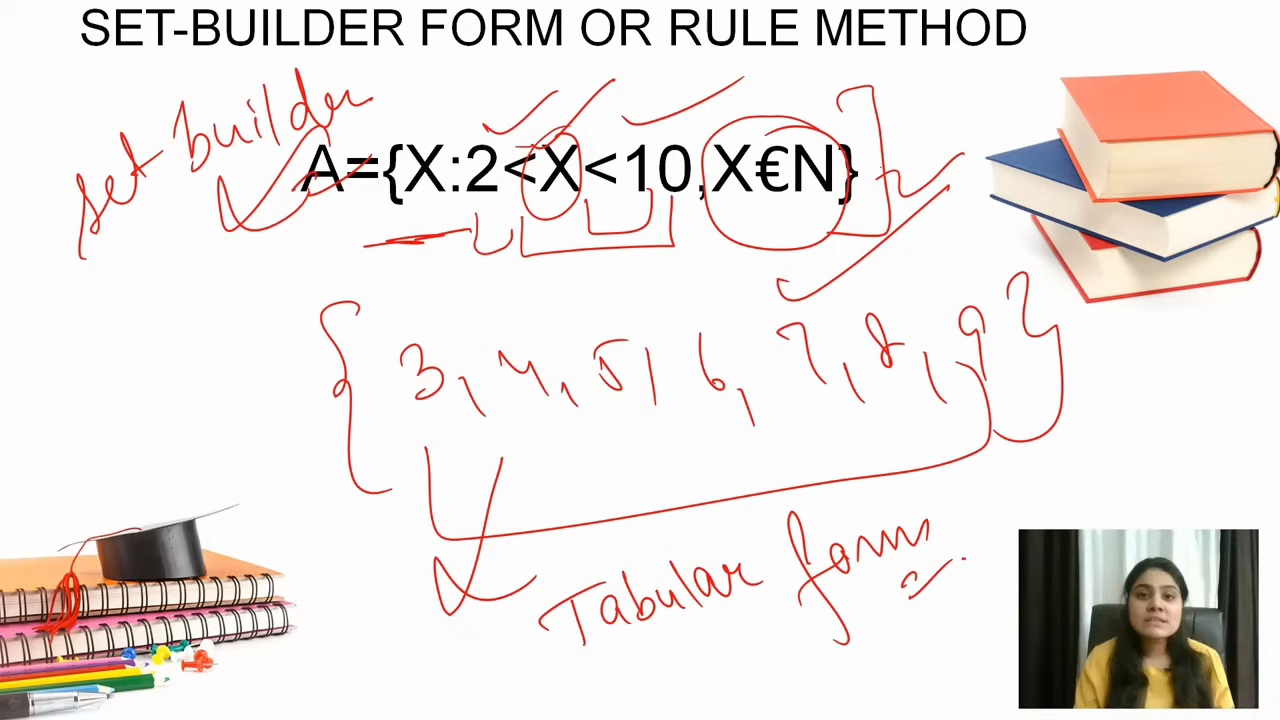 SET-BUILDER FORM OR RULE METHOD
set builder
A={X:2<X<10,X€N}
{3, 4, 5, 6, 7, 8, 9}
Tabular form